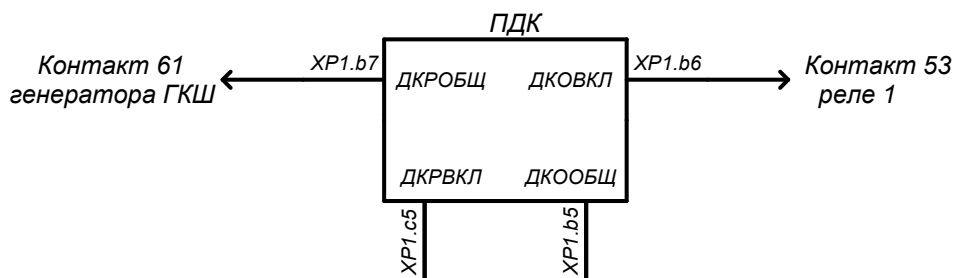 ПДК
XP1.b7
XP1.b6
Контакт 61
генератора ГКШ
ДКРОБЩ
ДКОВКЛ
Контакт 53
реле 1
ДКРВКЛ
ДКООБЩ
XP1.c5
XP1.b5